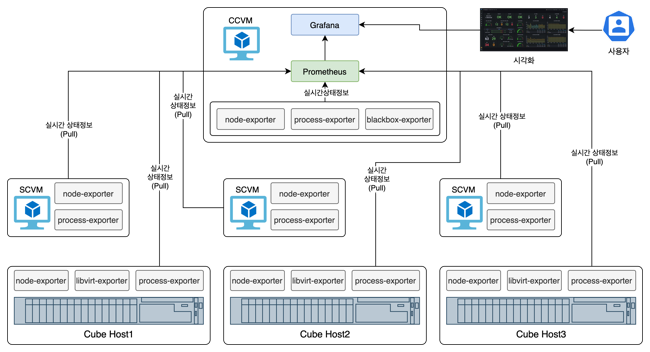 CCVM
Grafana
Prometheus
실시간상태정보
node-exporter
process-exporter
blackbox-exporter
시각화
사용자
실시간
상태정보
(Pull)
실시간
상태정보
(Pull)
실시간
상태정보
(Pull)
실시간
상태정보
(Pull)
실시간
상태정보
(Pull)
실시간 상태정보
(Pull)
SCVM
node-exporter
process-exporter
SCVM
node-exporter
process-exporter
SCVM
node-exporter
process-exporter
node-exporter
libvirt-exporter
process-exporter
Cube Host1
node-exporter
libvirt-exporter
process-exporter
Cube Host2
node-exporter
libvirt-exporter
process-exporter
Cube Host3